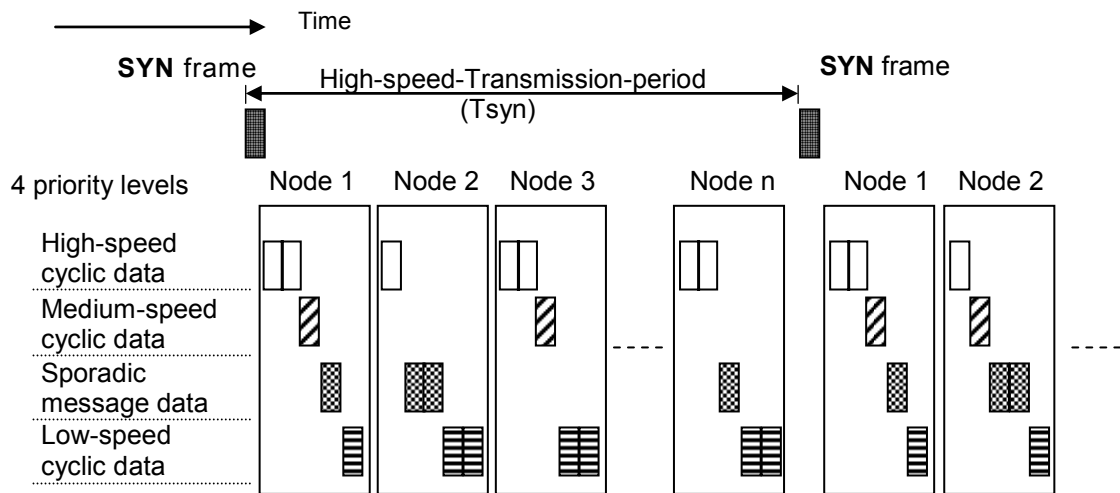 Time
SYN frame
High-speed-Transmission-period
(Tsyn)
SYN frame
4 priority levels
Node 1
Node 2
Node 3
Node n
Node 1
Node 2
High-speed
cyclic data
Medium-speed
cyclic data
Sporadic
message data
Low-speed
cyclic data